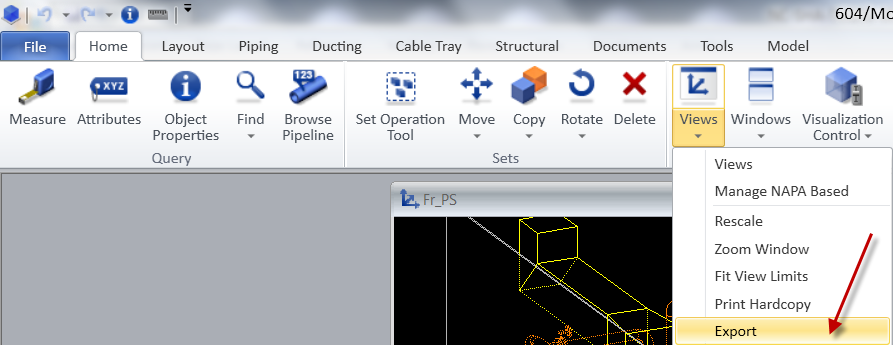 604/Mo
File Home Layout Piping Ducting Cable Tray Structural Documents Tools Model
XYZ 123
Measure Attributes Object Properties Find Browse Pipeline Set Operation Tool Move Copy Rotate Delete Views Windows Visualization Control
Query Sets
Fr_PS
Views
Manage NAPA Based
Rescale
Zoom Window
Fit View Limits
Print Hardcopy
Export